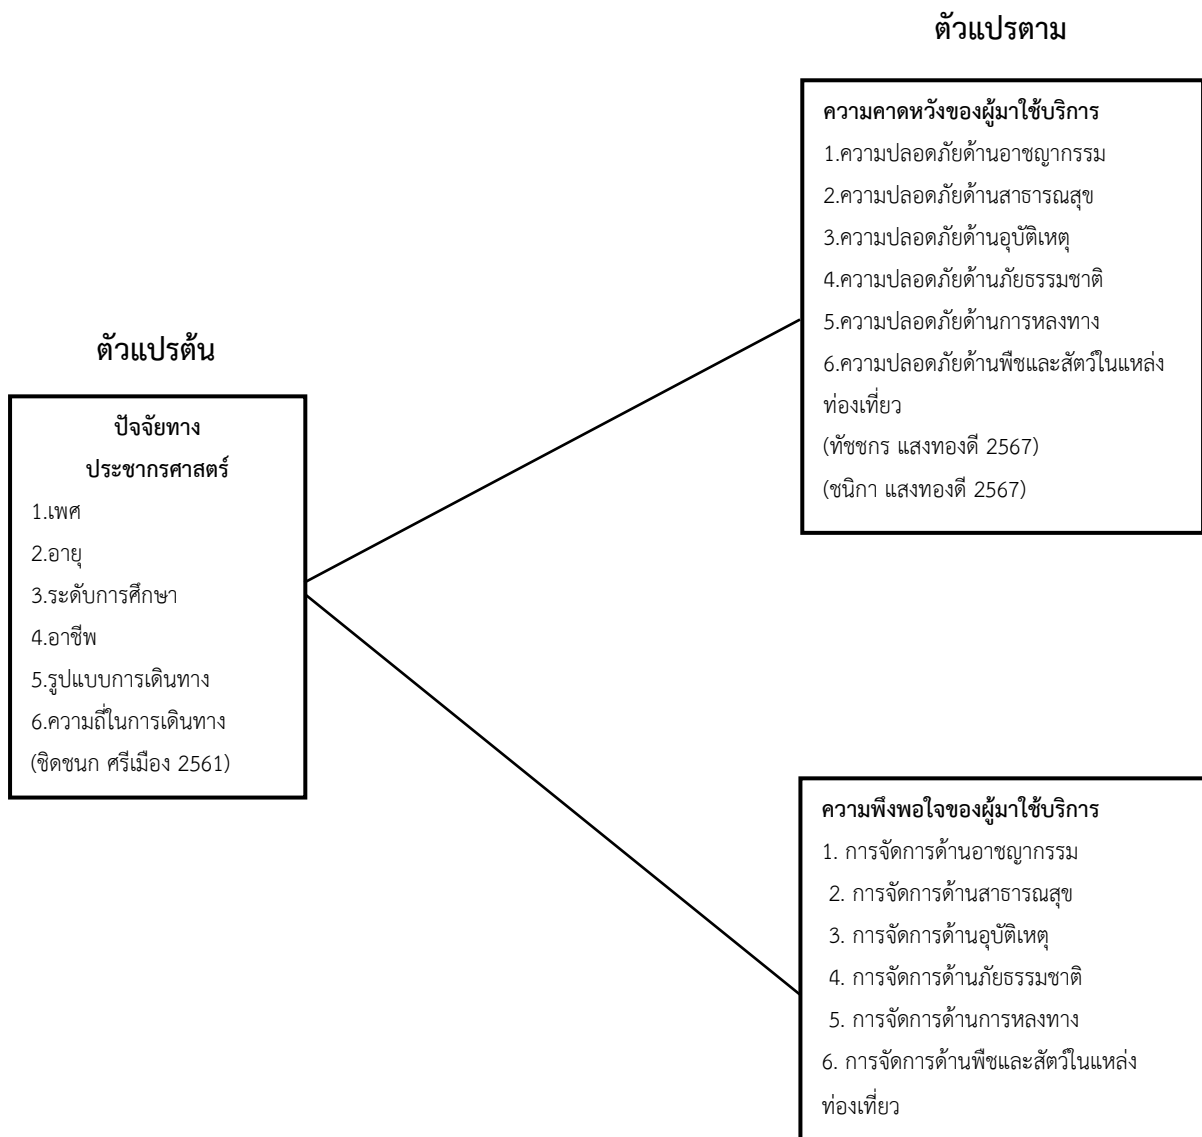 ตัวแปรตาม
ความคาดหวังของผู้มาใช้บริการ
1.ความปลอดภัยด้านอาชญากรรม
2.ความปลอดภัยด้านสาธารณสุข
3.ความปลอดภัยด้านอุบัติเหตุ
4.ความปลอดภัยด้านภัยธรรมชาติ
5.ความปลอดภัยด้านการหลงทาง
6.ความปลอดภัยด้านพืชและสัตว์ในแหล่ง
ท่องเที่ยว
(ทัชชกร แสงทองดี 2567)
(ชนิกา แสงทองดี 2567)
ตัวแปรต้น
ปัจจัยทาง
ประชากรศาสตร์
1.เพศ
2.อายุ
3.ระดับการศึกษา
4.อาชีพ
5.รูปแบบการเดินทาง
6.ความถี่ในการเดินทาง
(ชิดชนก ศรีเมือง 2561)
ความพึงพอใจของผู้มาใช้บริการ
1. การจัดการด้านอาชญากรรม
2. การจัดการด้านสาธารณสุข
3. การจัดการด้านอุบัติเหตุ
4. การจัดการด้านภัยธรรมชาติ
5. การจัดการด้านการหลงทาง
6. การจัดการด้านพืชและสัตว์ในแหล่ง
ท่องเที่ยว